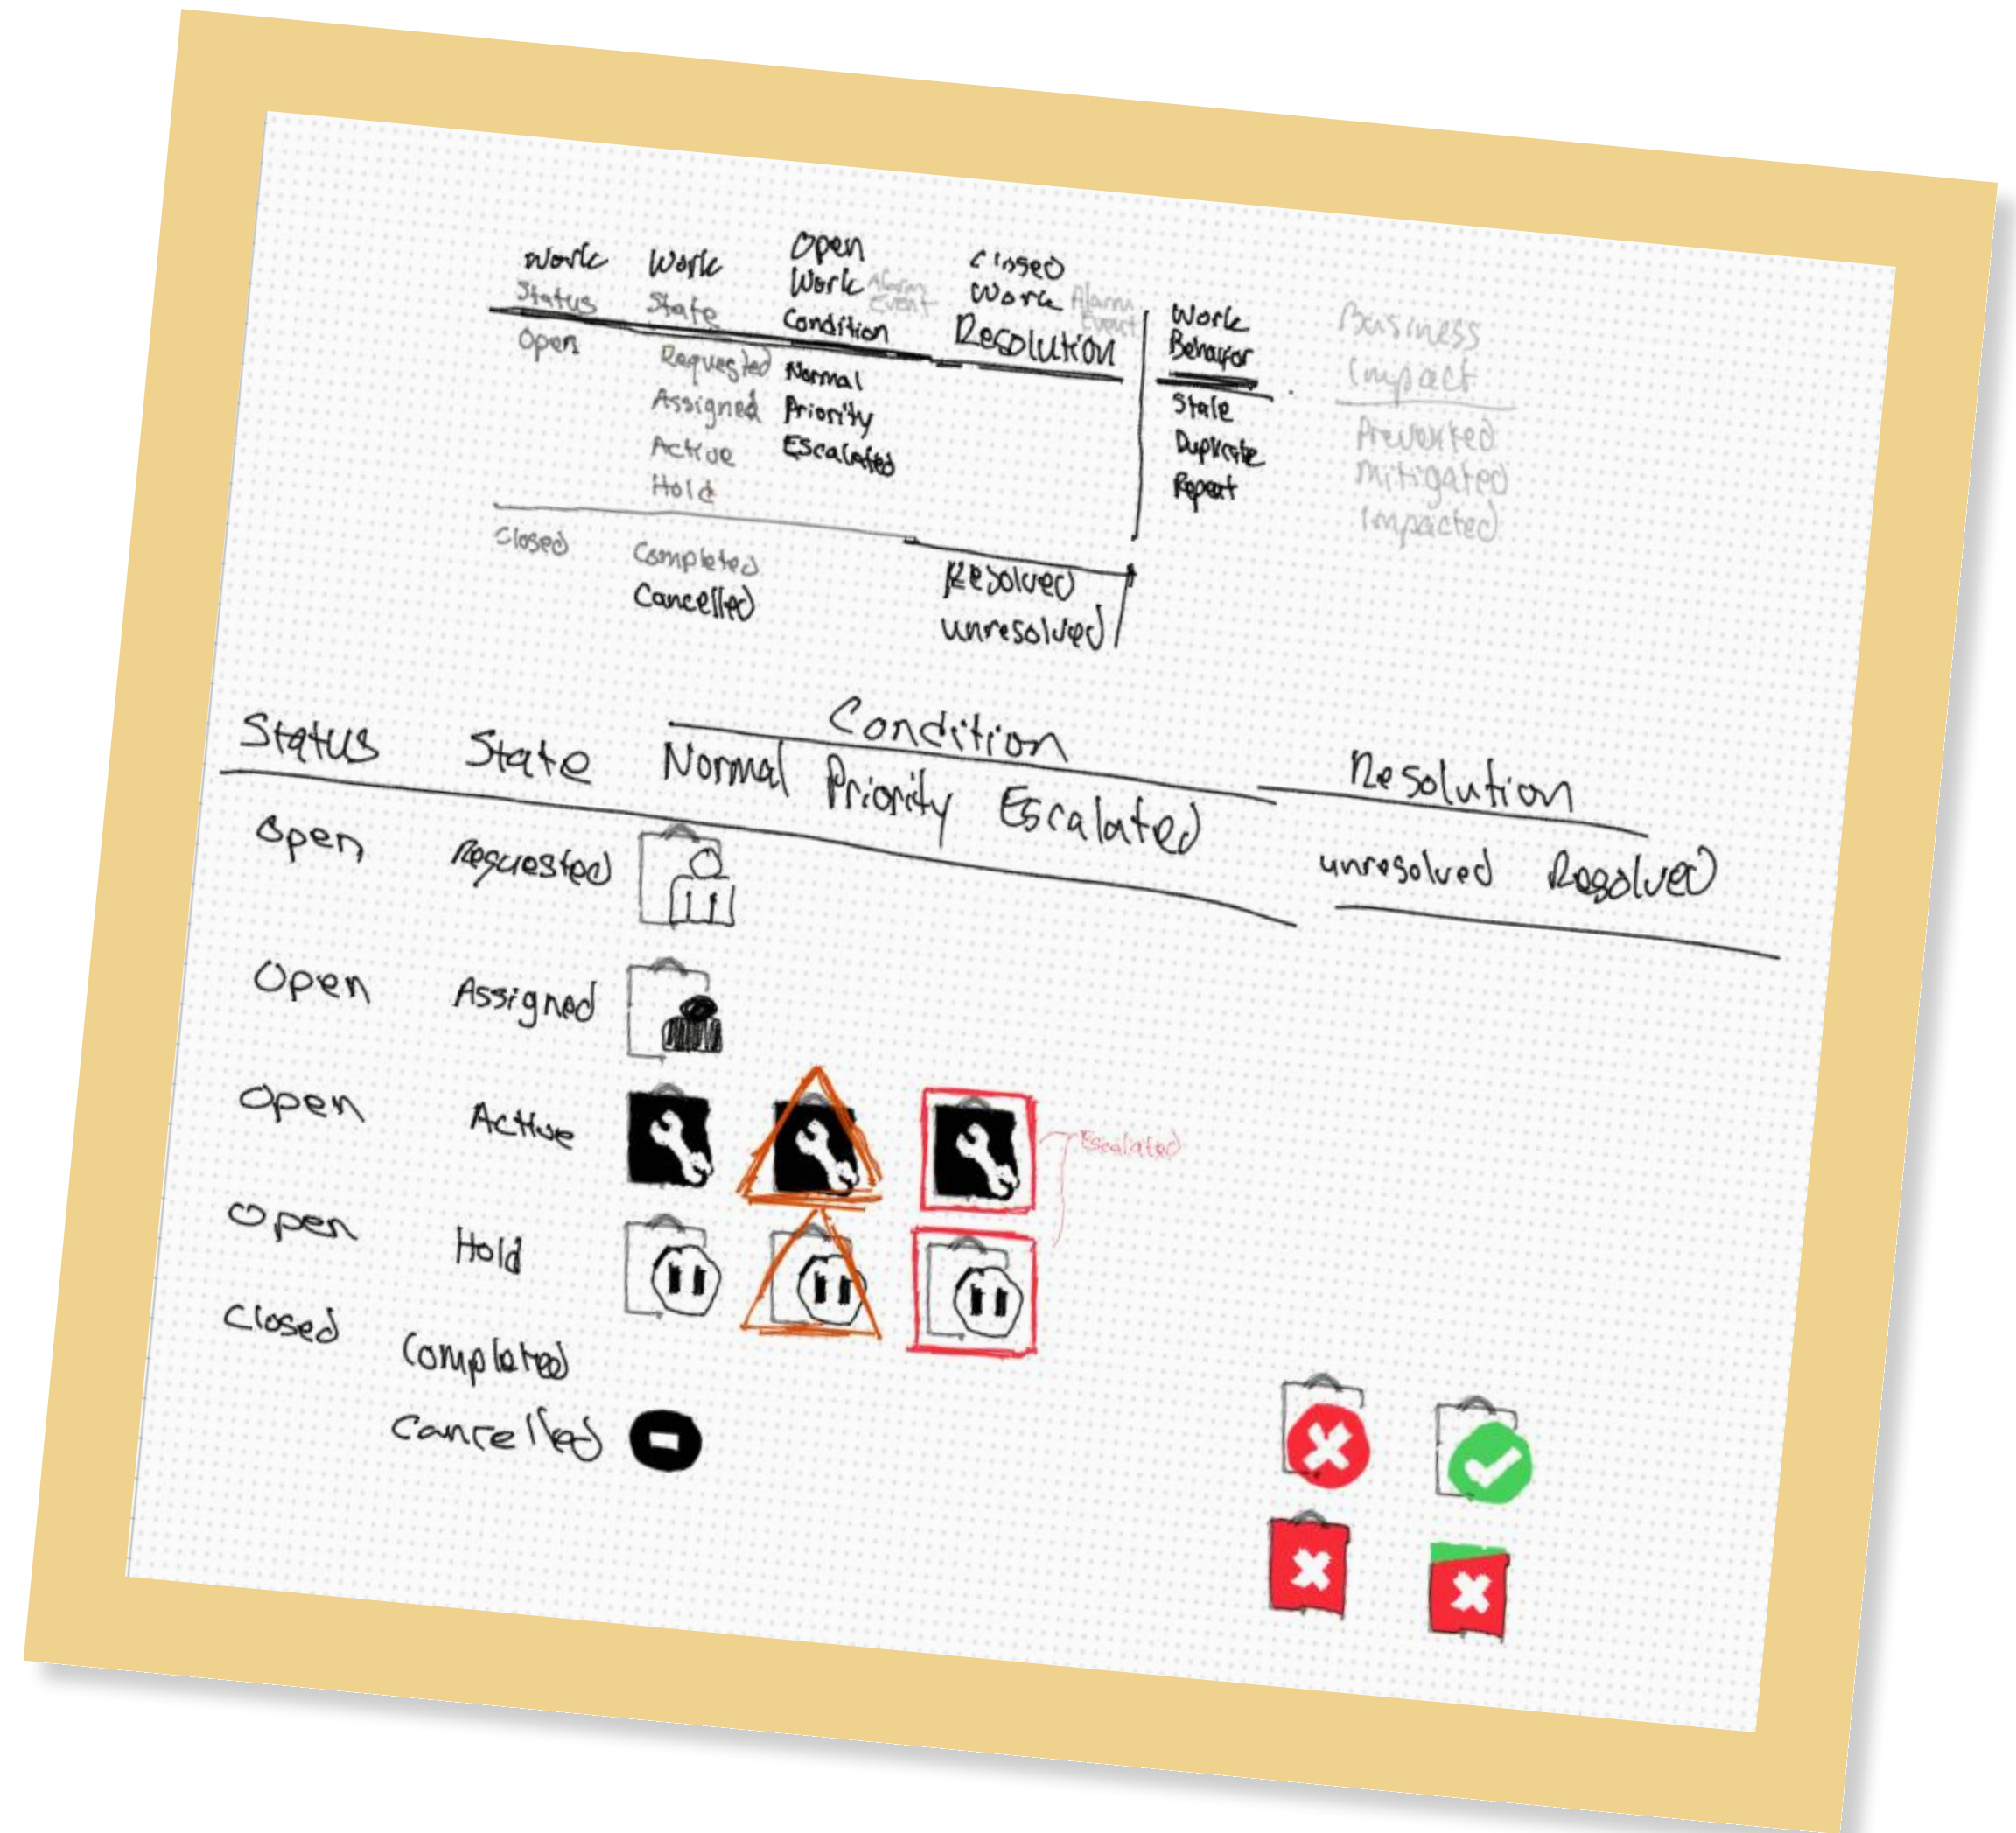 Work
Status
Work
State
Open
Work
Condition
Alarm
Event
Closed
Work
Resolution
Alarm
Event
Work
Behavior
Business
Impact
Open
Requested
Assigned
Active
Hold
Normal
Priority
Escalated
Stale
Duplicate
Repeat
Prevented
Mitigated
Impacted
Closed
Completed
Cancelled
Resolved
unresolved
Condition
Status State Normal Priority Escalated
Resolution
unresolved Resolved
Open Requested
Open Assigned
Open Active
Escalated
Open Hold
Closed Completed
Cancelled